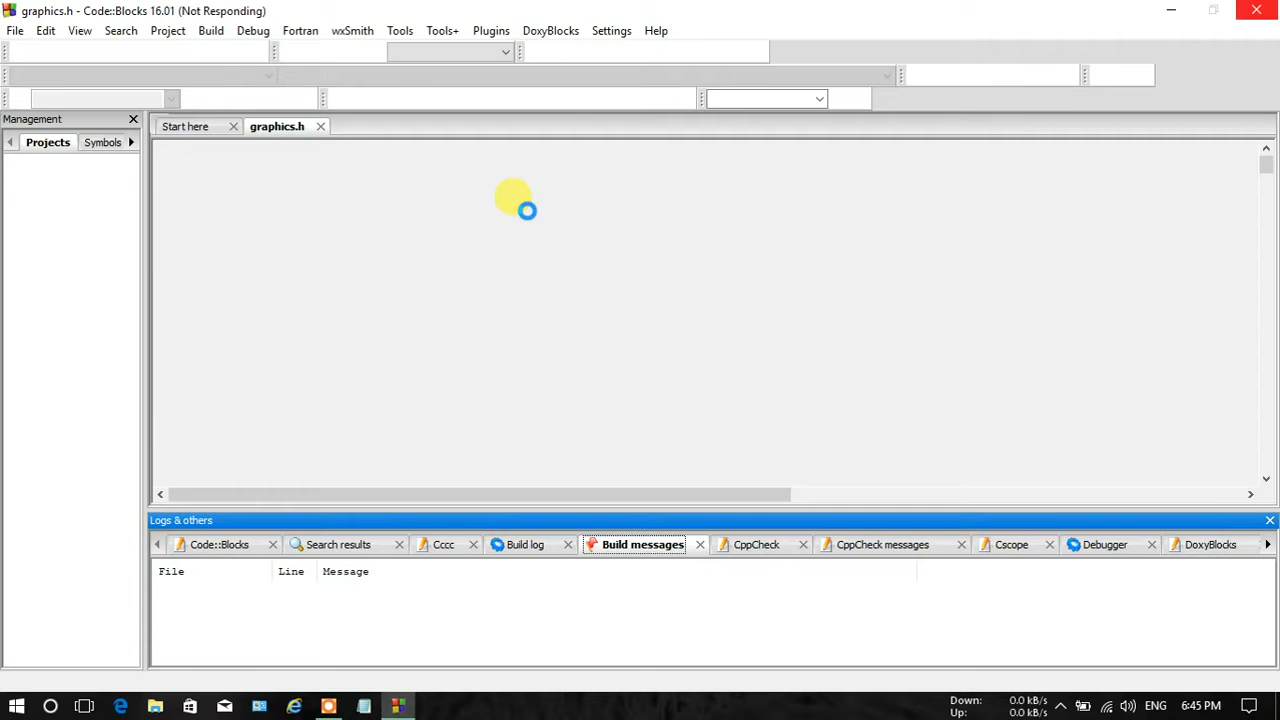 graphics.h - Code::Blocks 16.01 (Not Responding)
File Edit View Search Project Build Debug Fortran wxSmith Tools Tools+ Plugins DoxyBlocks Settings Help
Management
Start here graphics.h
Projects Symbols
Logs & others
Code::Blocks Search results Cccc Build log Build messages CppCheck CppCheck messages Cscope Debugger DoxyBlocks
File Line Message
Down: 0.0 kB/s
Up: 0.0 kB/s
ENG 6:45 PM